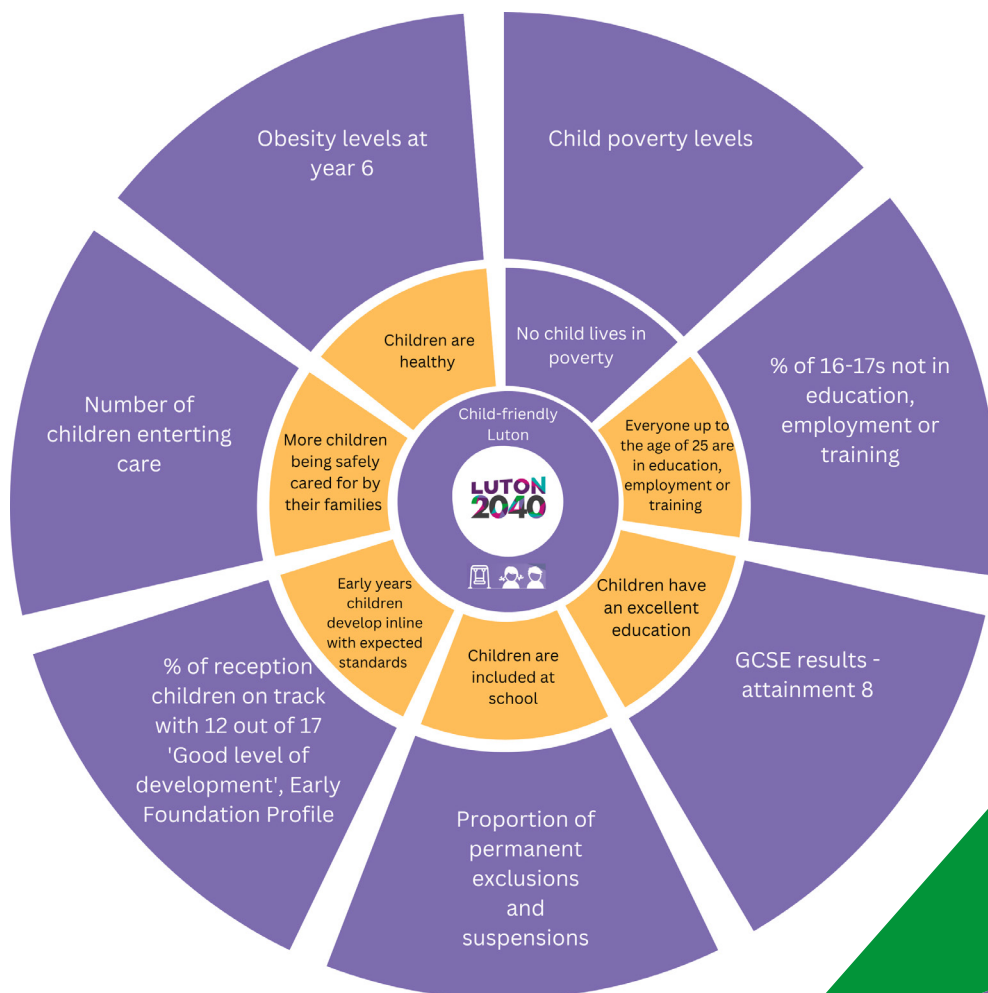 Obesity levels at
year 6
Child poverty levels
% of 16-17s not in
education,
employment or
training
GCSE results -
attainment 8
Proportion of
permanent
exclusions
and
suspensions
% of reception
children on track
with 12 out of 17
'Good level of
development', Early
Foundation Profile
Number of
children enterting
care
Children are
healthy
No child lives in
poverty
Everyone up to
the age of 25 are
in education,
employment or
training
Children have
an excellent
education
Children are
included at
school
Early years
children
develop inline
with expected
standards
More children
being safely
cared for by
their families
Child-friendly
Luton
LUTON
2040